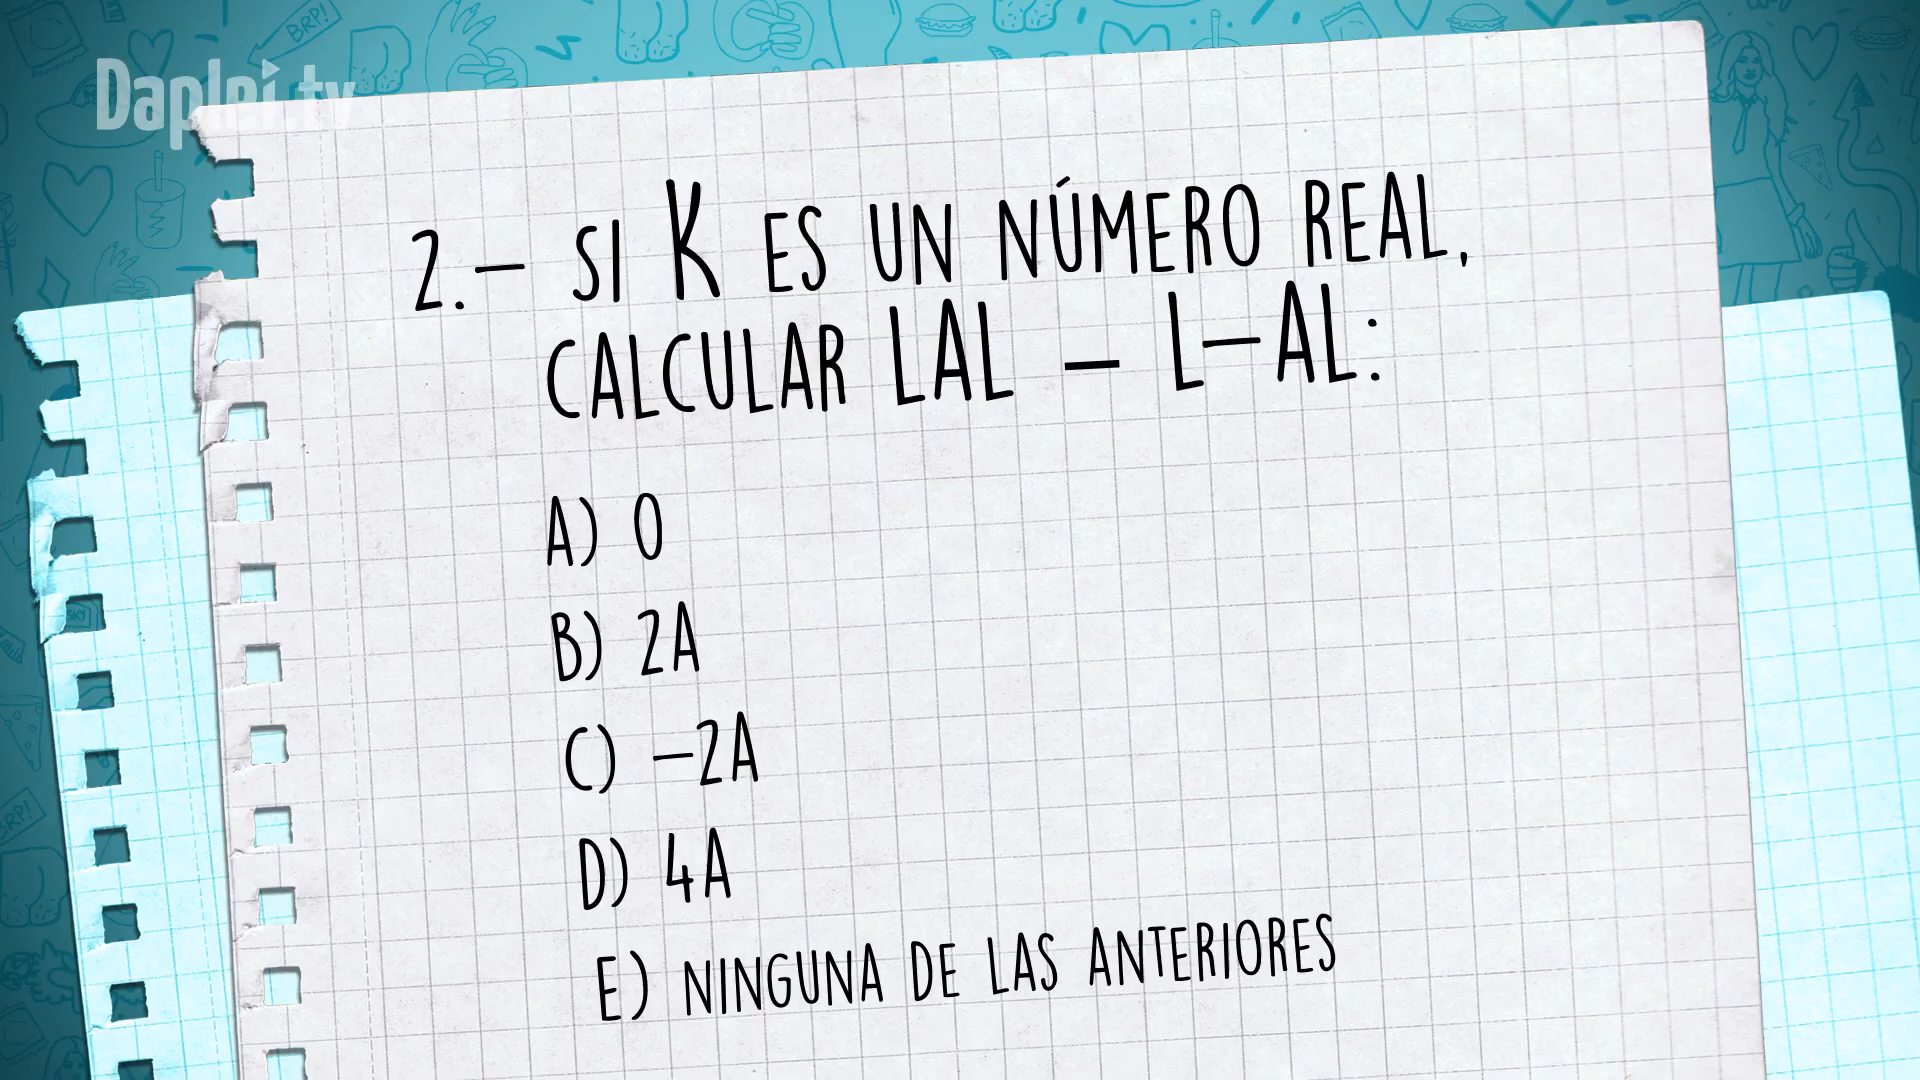 Daplei.tv
2.- SI K ES UN NÚMERO REAL,
CALCULAR LAL - L-AL:
A) 0
B) 2A
C) -2A
D) 4A
E) NINGUNA DE LAS ANTERIORES
BRP!